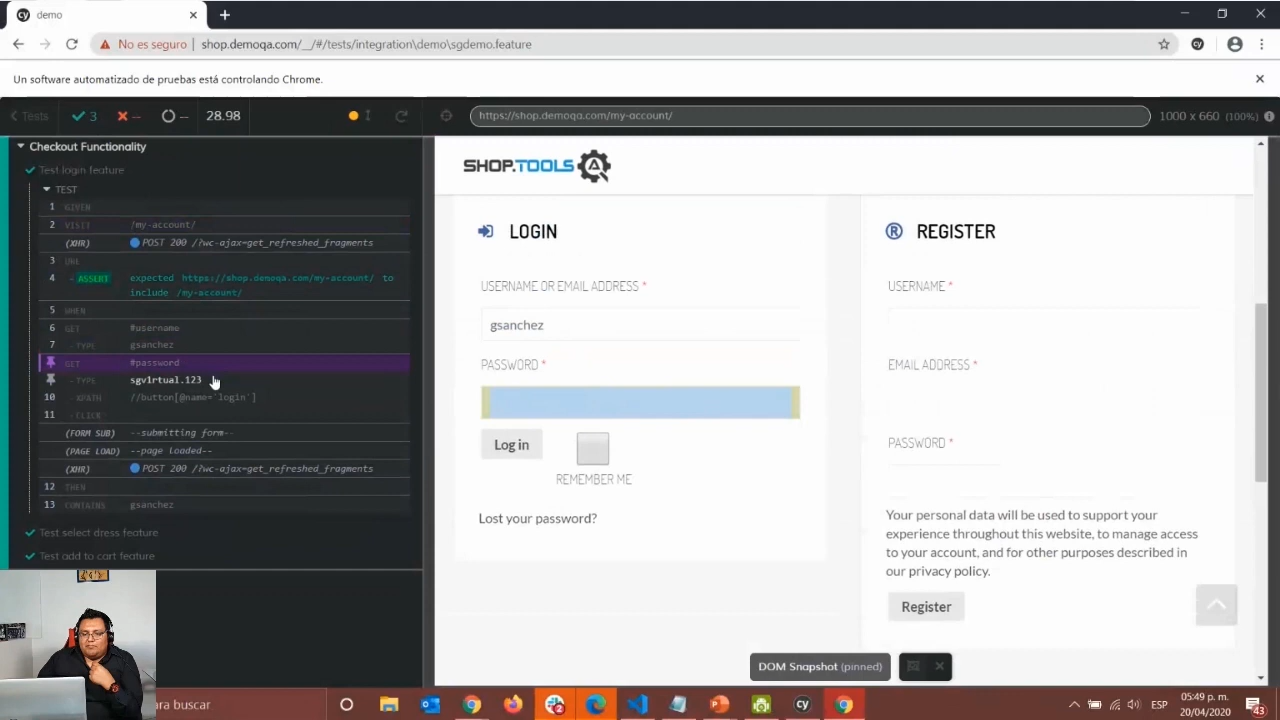 demo
No es seguro
shop.demoqa.com/__/#/tests/integration\demo\sgdemo.feature
Un software automatizado de pruebas está controlando Chrome.
Tests
3
--
--
28.98
https://shop.demoqa.com/my-account/
1000 x 660 (100%)
Checkout Functionality
Test login feature
TEST
1 GIVEN
2 VISIT /my-account/
(XHR) POST 200 /?wc-ajax=get_refreshed_fragments
3 URL
4 - ASSERT expected https://shop.demoqa.com/my-account/ to
include /my-account/
5 WHEN
6 GET #username
7 - TYPE gsanchez
GET #password
- TYPE sgv1rtual.123
10 - XPATH //button[@name='login']
11 - CLICK
(FORM SUB) --submitting form--
(PAGE LOAD) --page loaded--
(XHR) POST 200 /?wc-ajax=get_refreshed_fragments
12 THEN
13 CONTAINS gsanchez
Test select dress feature
Test add to cart feature
SHOP.TOOLS
LOGIN
USERNAME OR EMAIL ADDRESS *
gsanchez
PASSWORD *
Log in
REMEMBER ME
Lost your password?
REGISTER
USERNAME *
EMAIL ADDRESS *
PASSWORD *
Your personal data will be used to support your
experience throughout this website, to manage access
to your account, and for other purposes described in
our privacy policy.
Register
DOM Snapshot (pinned)
ara buscar
ESP
05:49 p. m.
20/04/2020
43